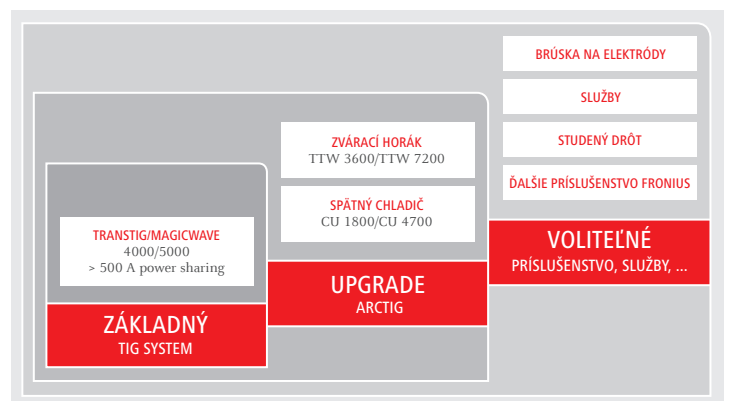 TRANSTIG/MAGICWAVE
4000/5000
> 500 A power sharing
ZÁKLADNÝ
TIG SYSTEM
ZVÁRACÍ HORÁK
TTW 3600/TTW 7200
SPÄTNÝ CHLADIČ
CU 1800/CU 4700
UPGRADE
ARCTIG
BRÚSKA NA ELEKTRÓDY
SLUŽBY
STUDENÝ DRÔT
ĎALŠIE PRÍSLUŠENSTVO FRONIUS
VOLITEĽNÉ
PRÍSLUŠENSTVO, SLUŽBY, ...